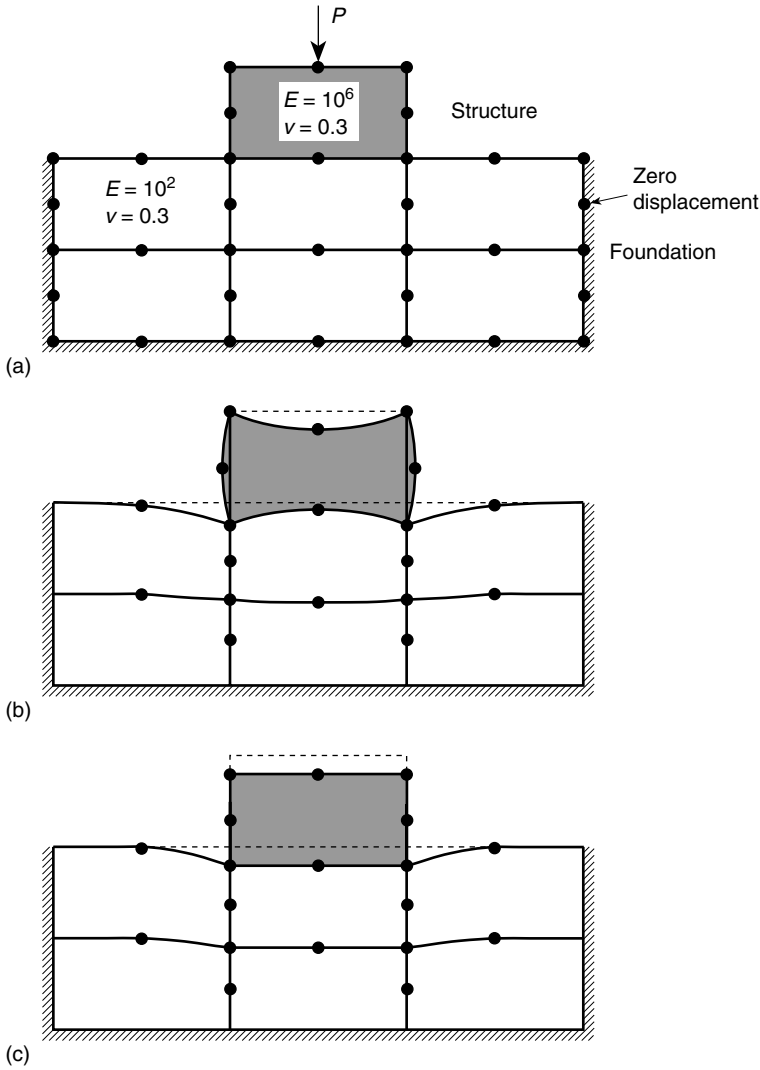 P
E = 10⁶
ν = 0.3
Structure
E = 10²
ν = 0.3
Zero
displacement
Foundation
(a)
(b)
(c)